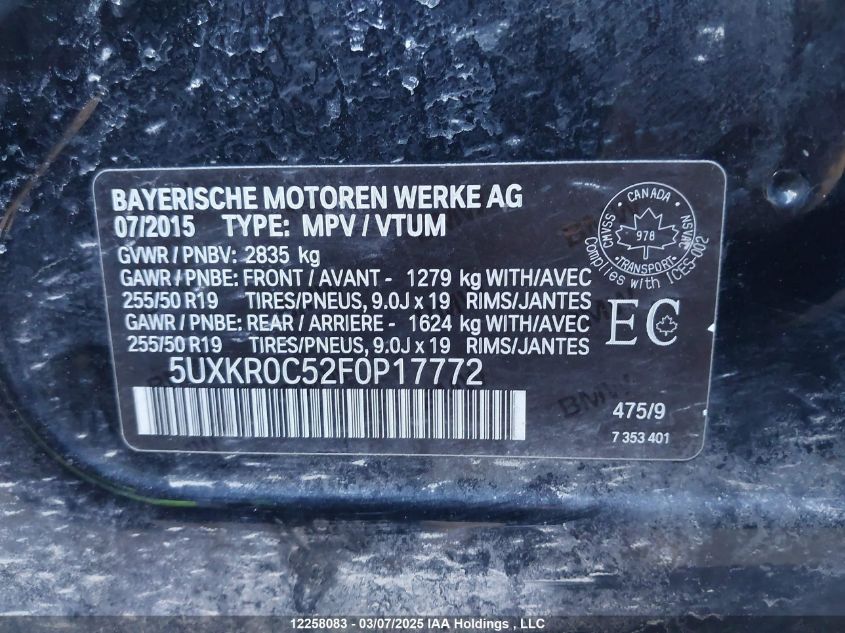 BAYERISCHE MOTOREN WERKE AG
07/2015 TYPE: MPV / VTUM
GVWR / PNBV: 2835 kg
GAWR / PNBE: FRONT / AVANT - 1279 kg WITH/AVEC
255/50 R19 TIRES/PNEUS, 9.0J x 19 RIMS/JANTES
GAWR / PNBE: REAR / ARRIERE - 1624 kg WITH/AVEC
255/50 R19 TIRES/PNEUS, 9.0J x 19 RIMS/JANTES
5UXKR0C52F0P17772
CANADA
CMVSS
NSVAC
978
TRANSPORT
Complies with ICES-002
EC
BMW
475/9
7 353 401
12258083 - 03/07/2025 IAA Holdings , LLC